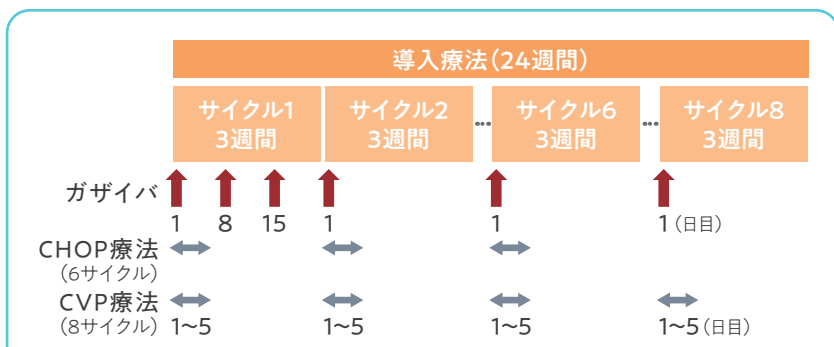 導入療法（24週間）
サイクル1 サイクル2 サイクル6 サイクル8
3週間 … 3週間 … 3週間 3週間
ガザイバ
1 8 15 1 1 1（日目）
CHOP療法
（6サイクル）
CVP療法
（8サイクル） 1〜5 1〜5 1〜5 1〜5（日目）